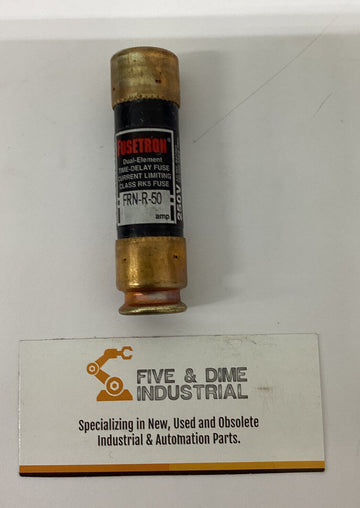 FUSETRON®
Dual-Element
TIME-DELAY FUSE
CURRENT LIMITING
CLASS RK5 FUSE
FRN-R-50
amp
250V
FIVE & DIME
INDUSTRIAL
Specializing in New, Used and Obsolete
Industrial & Automation Parts.